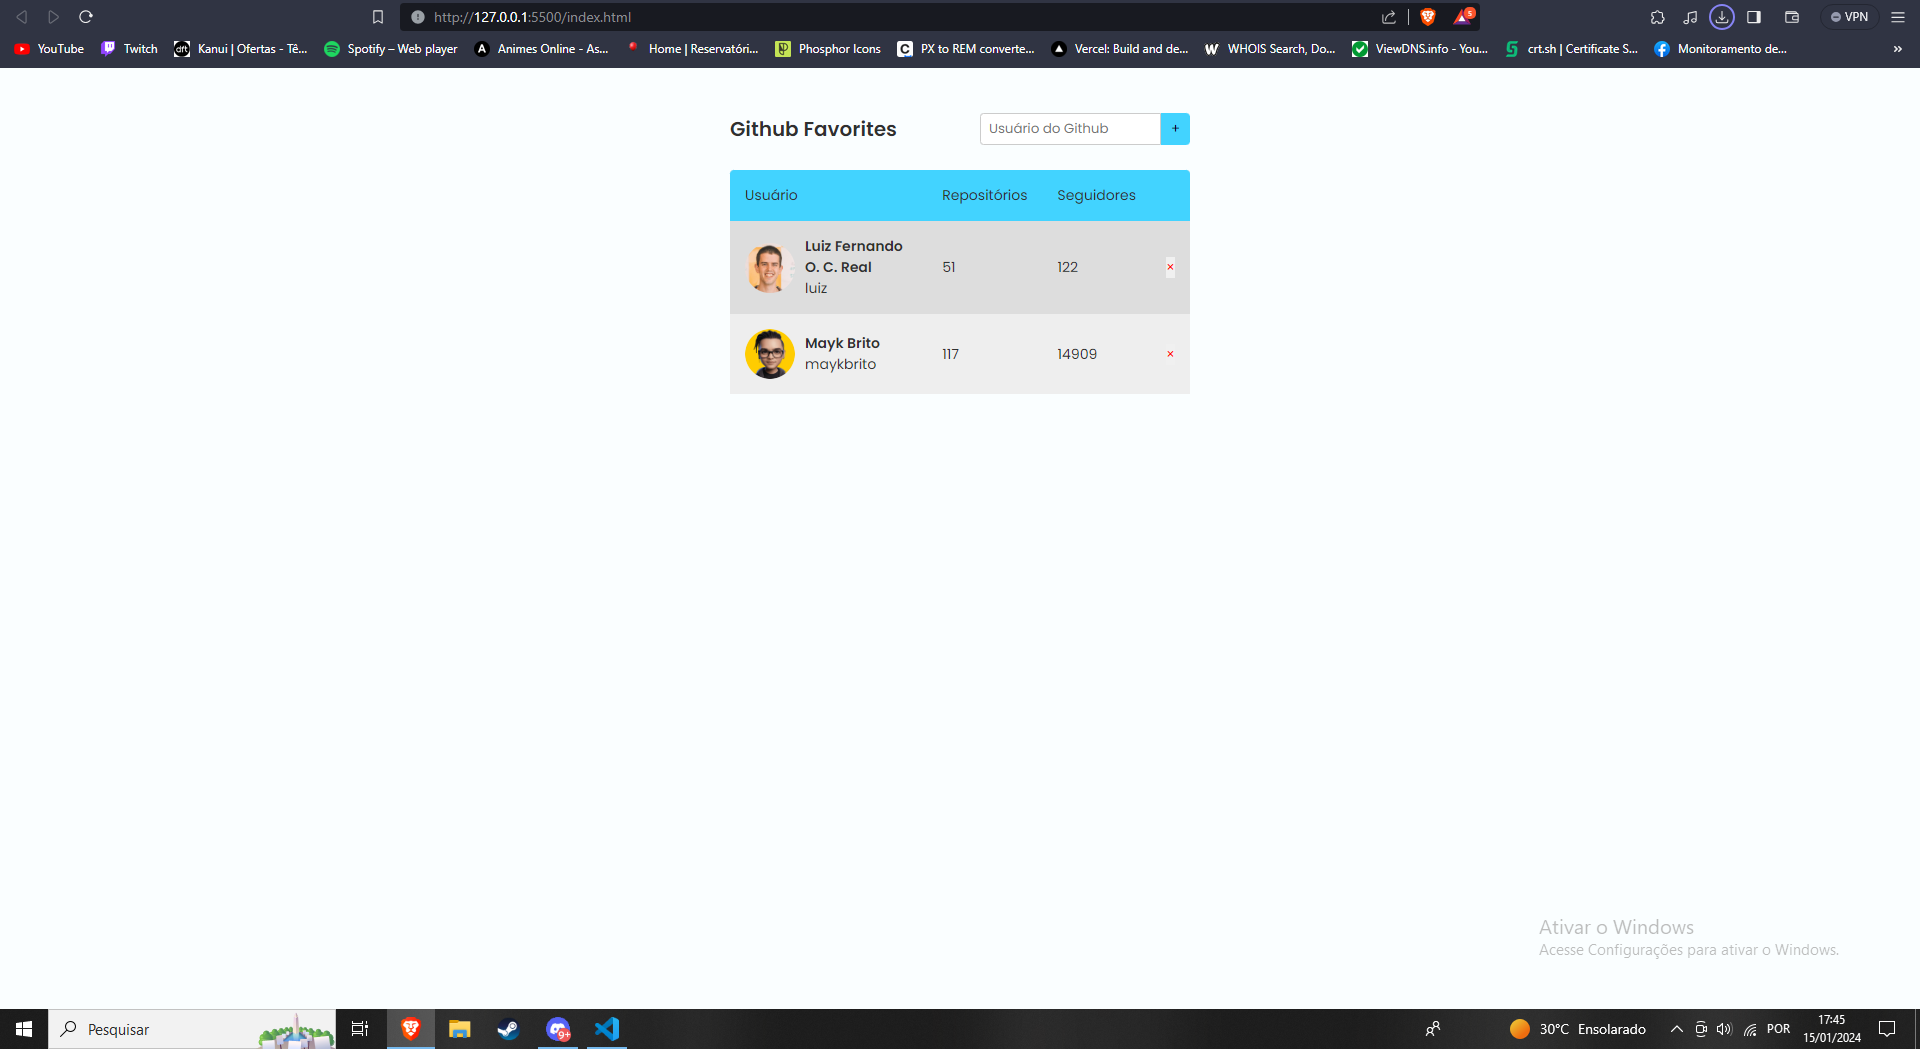 http://127.0.0.1:5500/index.html
5
VPN
YouTube
Twitch
dft
Kanui | Ofertas - Tê...
Spotify – Web player
A
Animes Online - As...
Home | Reservatóri...
Phosphor Icons
C
PX to REM converte...
Vercel: Build and de...
W
WHOIS Search, Do...
ViewDNS.info - You...
crt.sh | Certificate S...
Monitoramento de...
»
Github Favorites
Usuário do Github
+
Usuário
Repositórios
Seguidores
Luiz Fernando
O. C. Real
luiz
51
122
×
Mayk Brito
maykbrito
117
14909
×
Ativar o Windows
Acesse Configurações para ativar o Windows.
Pesquisar
9+
30°C Ensolarado
POR
17:45
15/01/2024